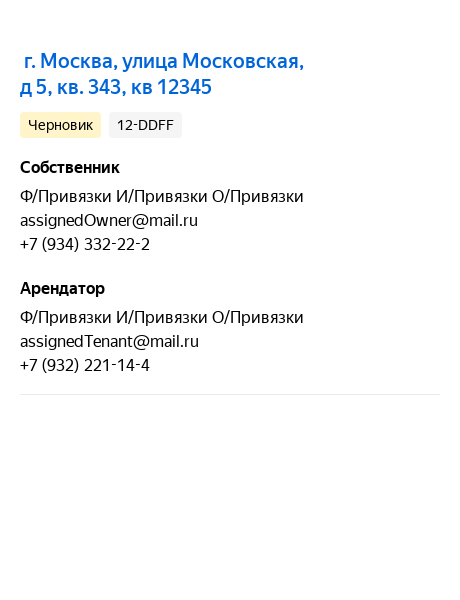 г. Москва, улица Московская,
д 5, кв. 343, кв 12345
Черновик 12-DDFF
Собственник
Ф/Привязки И/Привязки О/Привязки
assignedOwner@mail.ru
+7 (934) 332-22-2
Арендатор
Ф/Привязки И/Привязки О/Привязки
assignedTenant@mail.ru
+7 (932) 221-14-4